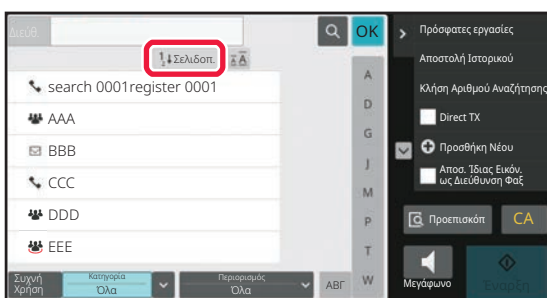 Διευθ.
OK
Σελιδοπ.
search 0001register 0001
AAA
BBB
CCC
DDD
EEE
A
D
G
J
M
P
T
W
Συχνή
Χρήση
Κατηγορία
Όλα
Περιορισμός
Όλα
ΑΒΓ
Πρόσφατες εργασίες
Αποστολή Ιστορικού
Κλήση Αριθμού Αναζήτησης
Direct TX
Προσθήκη Νέου
Αποσ. Ίδιας Εικόν.
ως Διεύθυνση Φαξ
Προεπισκόπ
CA
Μεγάφωνο
Έναρξη